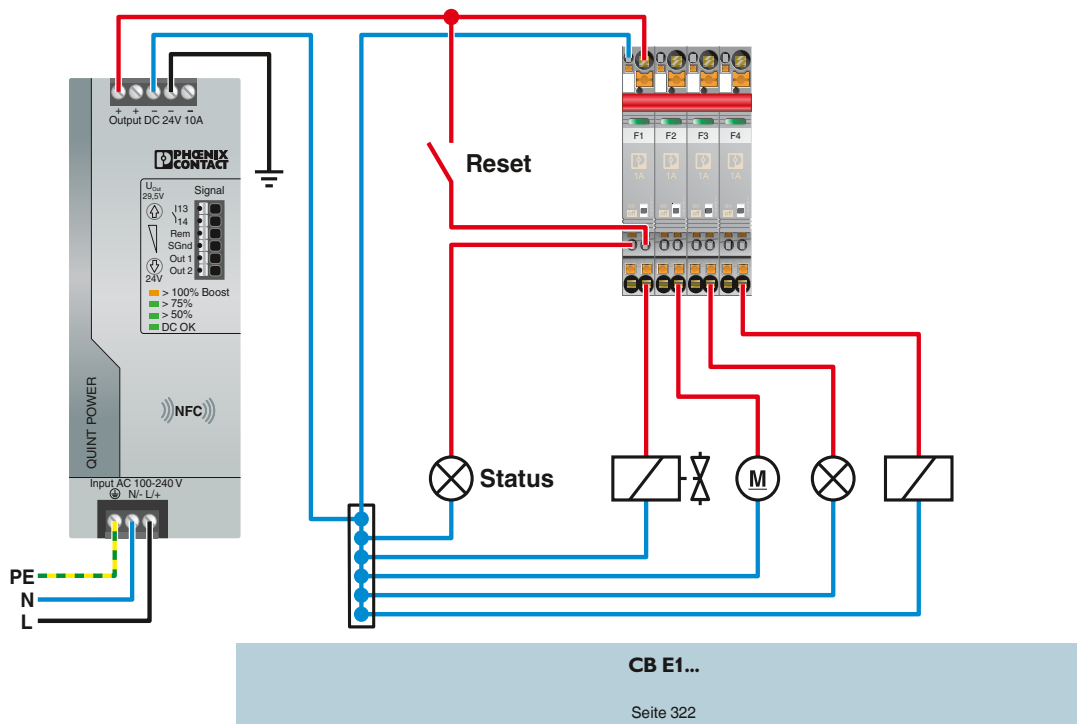 + + − − −
Output DC 24V 10A
PHŒNIX
CONTACT
UOut
29,5V
Signal
13
14
Rem
SGnd
Out 1
Out 2
24V
> 100% Boost
> 75%
> 50%
DC OK
QUINT POWER
NFC
Input AC 100-240 V
N/- L/+
PE
N
L
Reset
Status
F1 F2 F3 F4
1A 1A 1A 1A
M
CB E1...
Seite 322